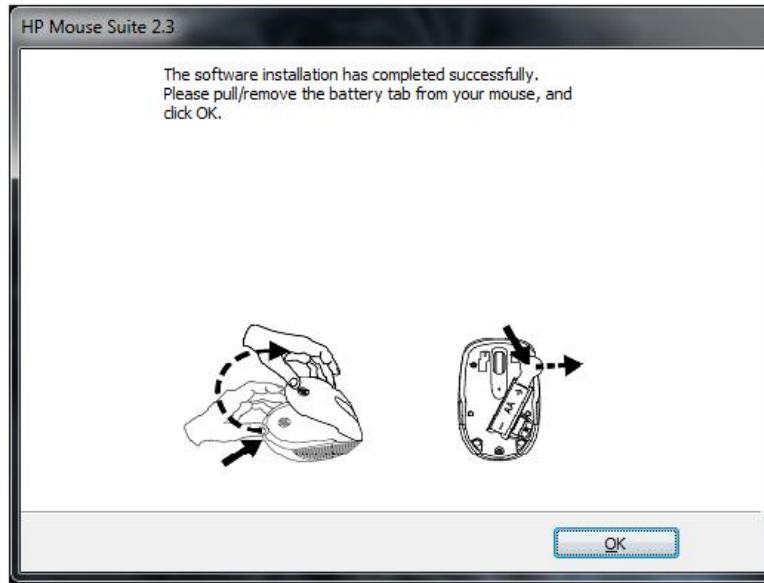 HP Mouse Suite 2.3
The software installation has completed successfully.
Please pull/remove the battery tab from your mouse, and
click OK.
AA
OK